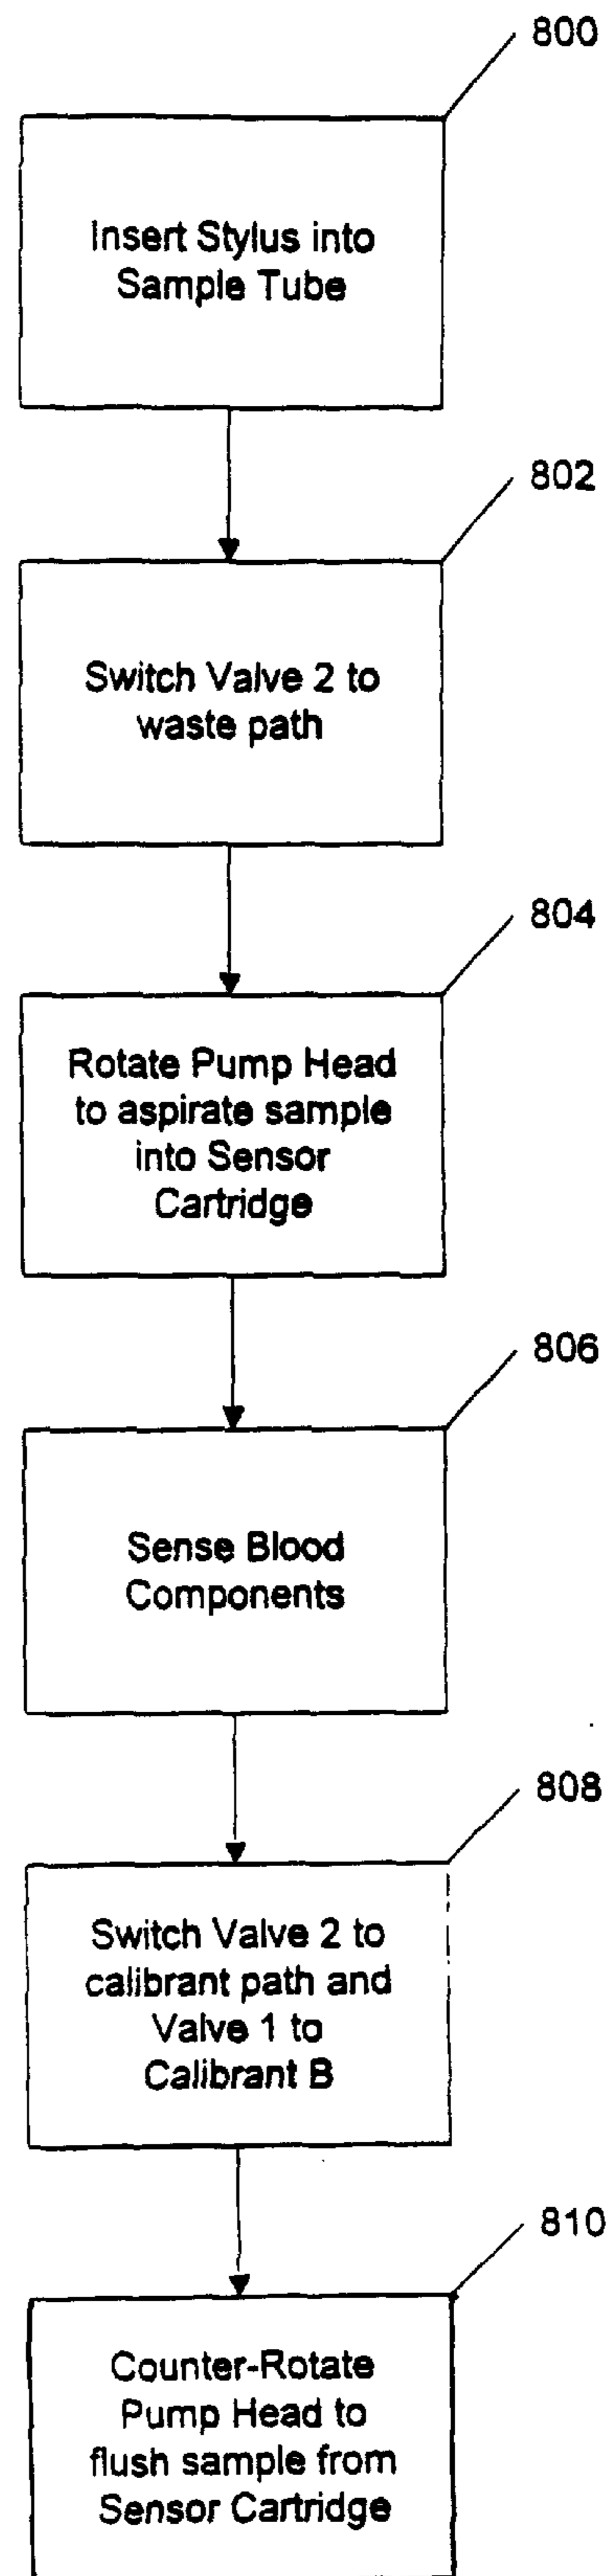 800
Insert Stylus into
Sample Tube
802
Switch Valve 2 to
waste path
804
Rotate Pump Head
to aspirate sample
into Sensor
Cartridge
806
Sense Blood
Components
808
Switch Valve 2 to
calibrant path and
Valve 1 to
Calibrant B
810
Counter-Rotate
Pump Head to
flush sample from
Sensor Cartridge